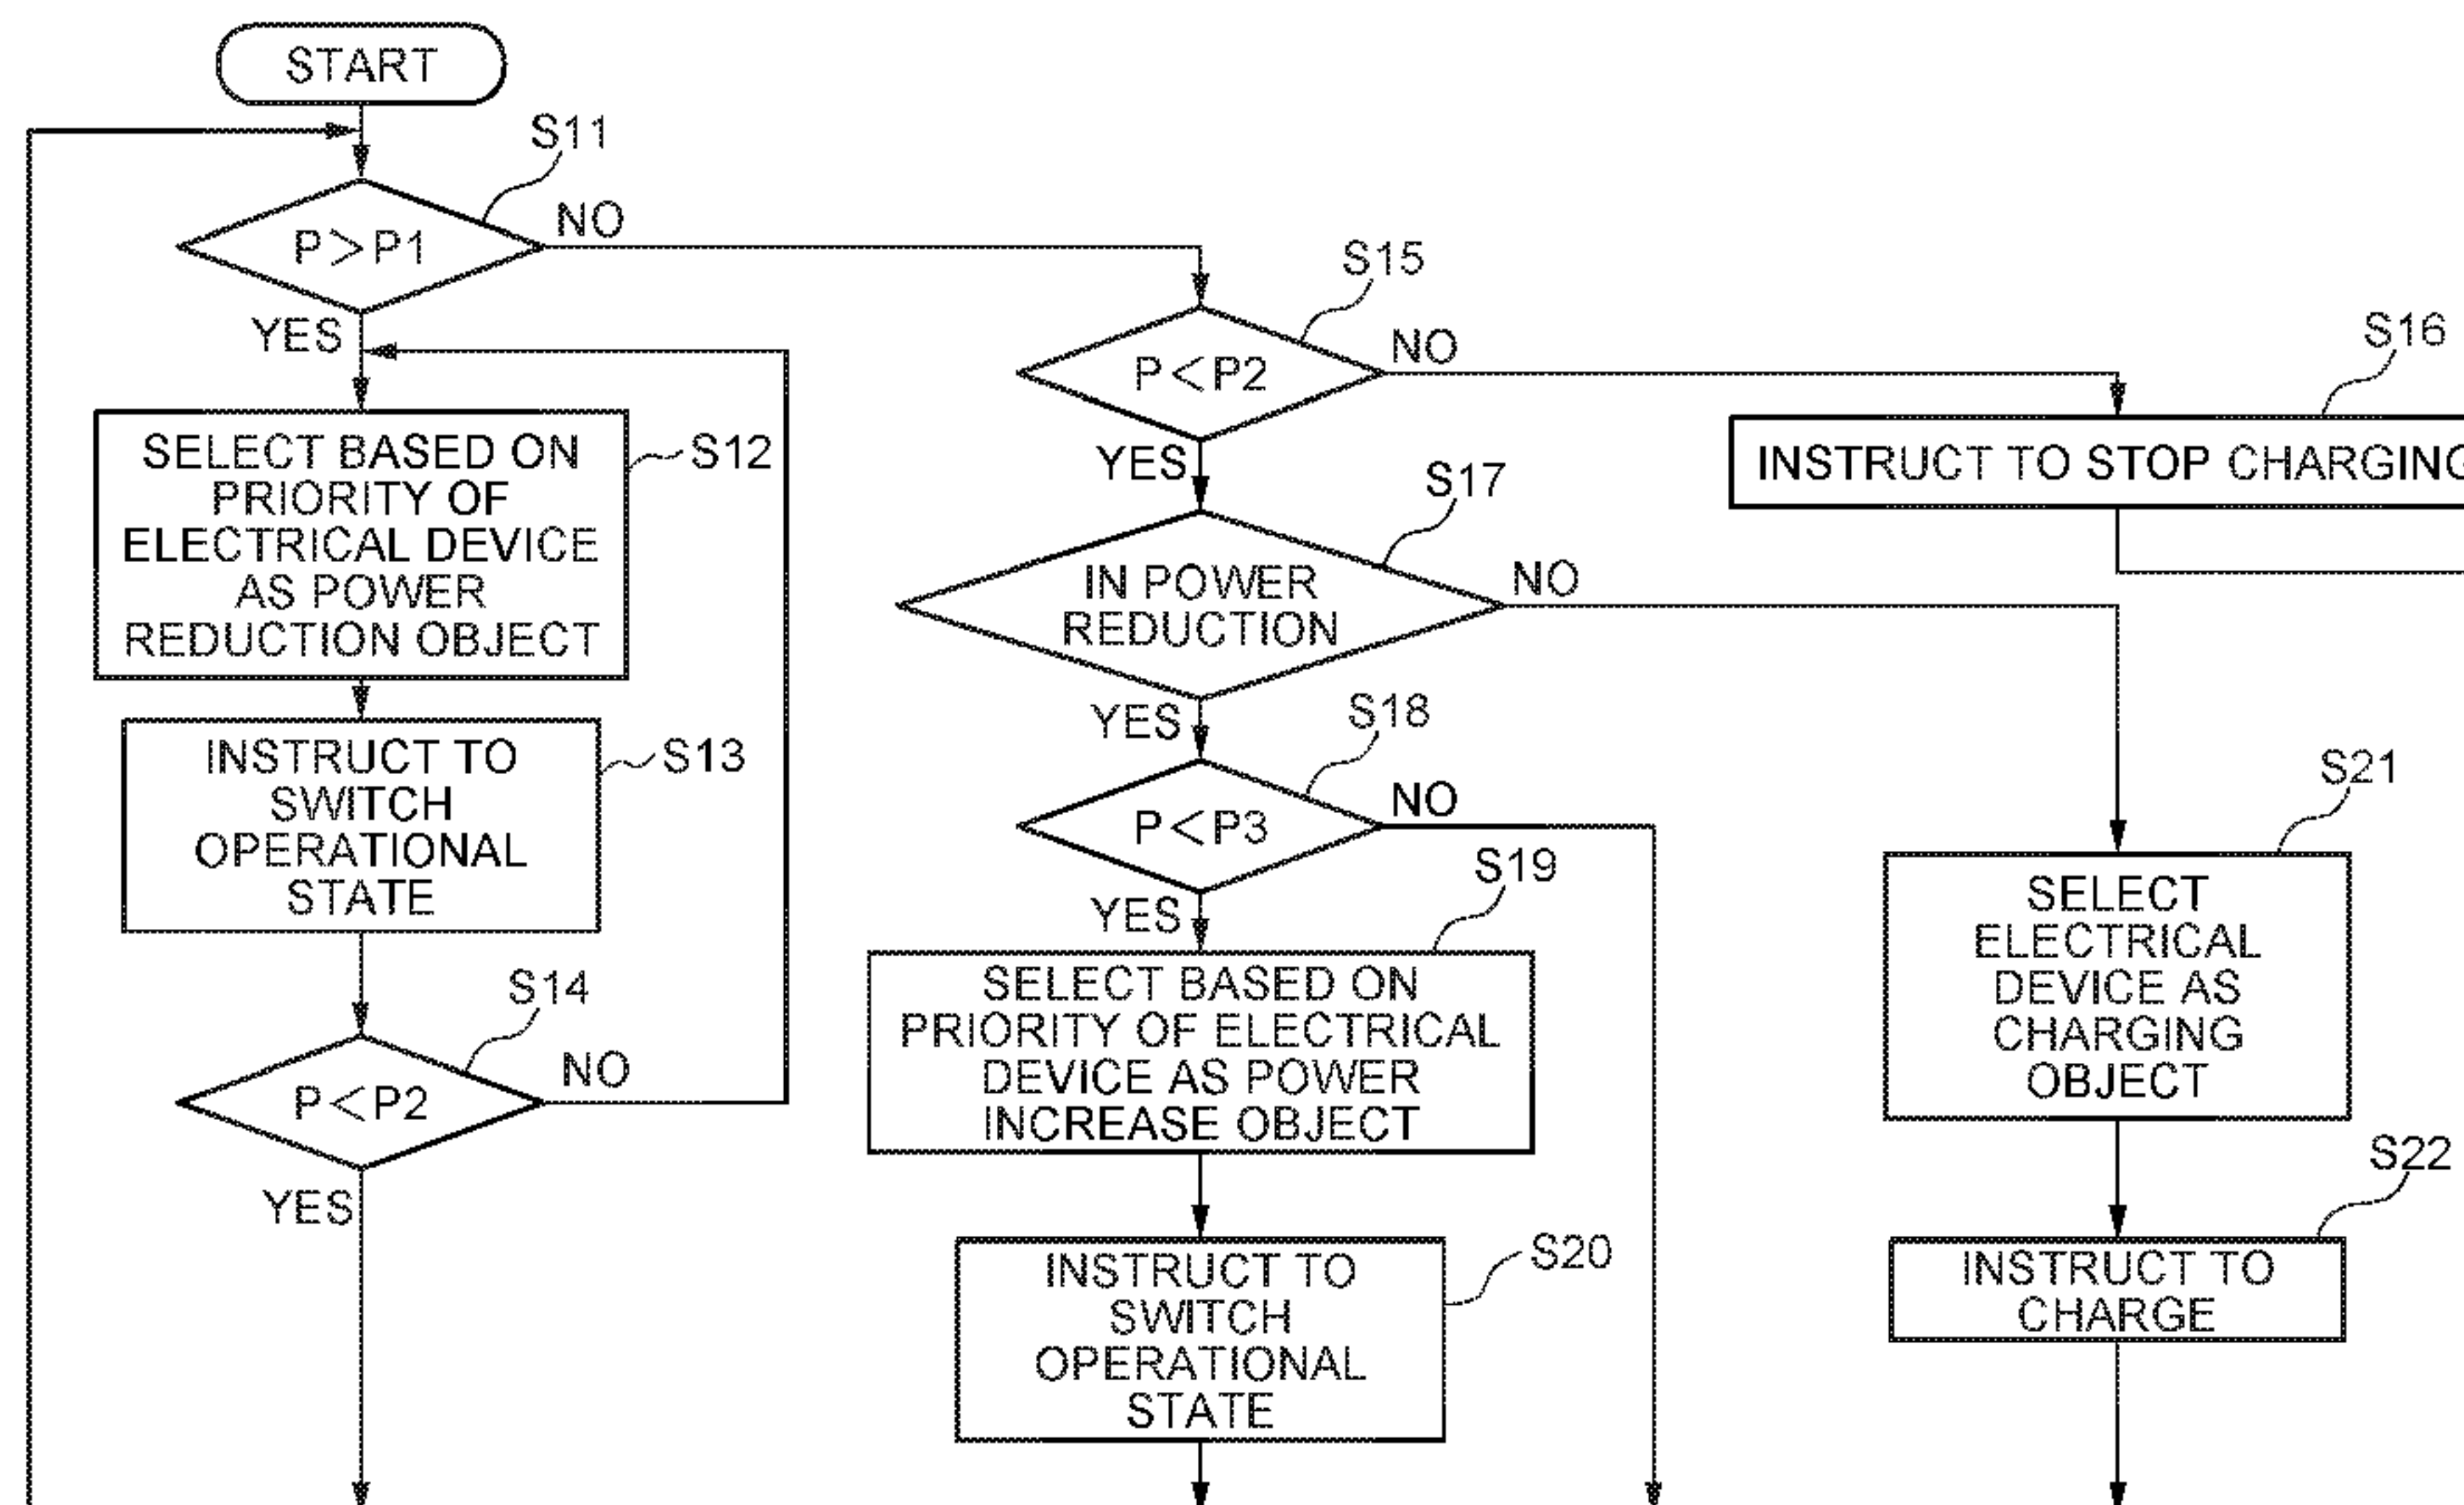 START
S11
P>P1
NO
YES
SELECT BASED ON
PRIORITY OF
ELECTRICAL DEVICE
AS POWER
REDUCTION OBJECT
S12
INSTRUCT TO
SWITCH
OPERATIONAL
STATE
S13
S14
P<P2
NO
YES
S15
P<P2
NO
YES
S16
INSTRUCT TO STOP CHARGING
S17
IN POWER
REDUCTION
NO
YES
S18
P<P3
NO
YES
S19
SELECT BASED ON
PRIORITY OF ELECTRICAL
DEVICE AS POWER
INCREASE OBJECT
INSTRUCT TO
SWITCH
OPERATIONAL
STATE
S20
S21
SELECT
ELECTRICAL
DEVICE AS
CHARGING
OBJECT
S22
INSTRUCT TO
CHARGE